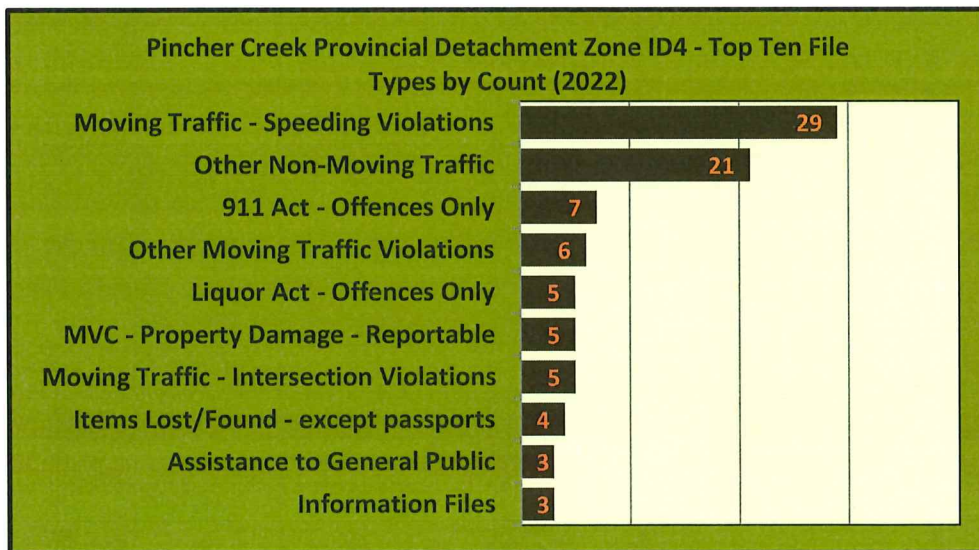 Pincher Creek Provincial Detachment Zone ID4 - Top Ten File
Types by Count (2022)
Moving Traffic - Speeding Violations 29
Other Non-Moving Traffic 21
911 Act - Offences Only 7
Other Moving Traffic Violations 6
Liquor Act - Offences Only 5
MVC - Property Damage - Reportable 5
Moving Traffic - Intersection Violations 5
Items Lost/Found - except passports 4
Assistance to General Public 3
Information Files 3